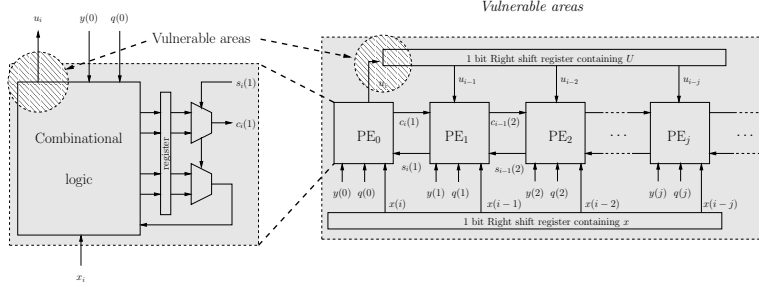 Vulnerable areas
u_i y(0) q(0)
Vulnerable areas
1 bit Right shift register containing U
u_i u_{i−1} u_{i−2} u_{i−j}
s_i(1)
c_i(1)
Combinational
logic
register
x_i
PE_0 PE_1 PE_2 ··· PE_j ···
c_i(1) c_{i−1}(2)
s_i(1) s_{i−1}(2)
y(0) q(0) y(1) q(1) y(2) q(2) y(j) q(j)
x(i) x(i − 1) x(i − 2) x(i − j)
1 bit Right shift register containing x